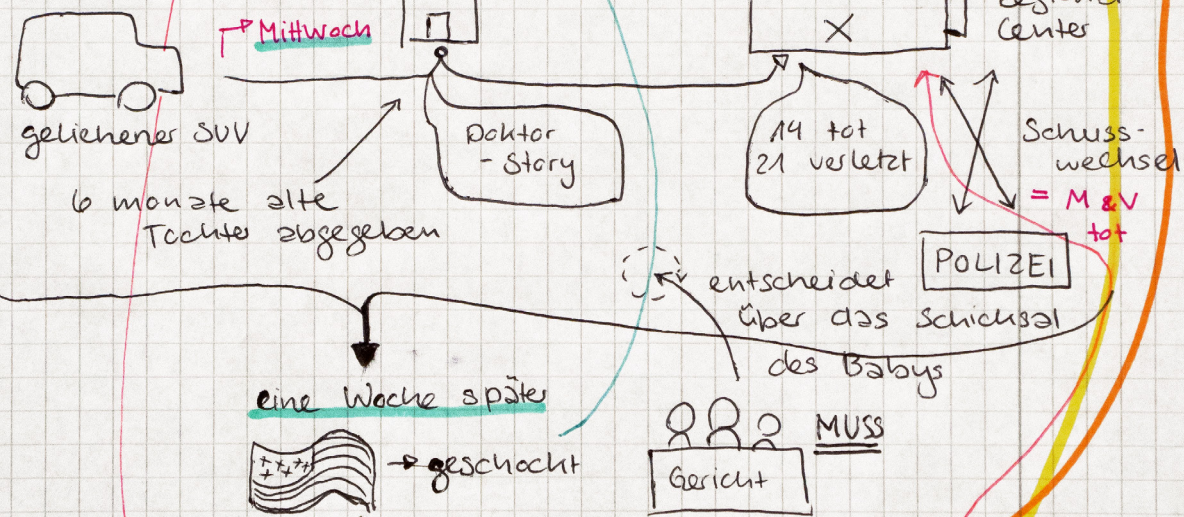 Mittwoch
Center
geliehener SUV
Doktor
- Story
14 tot
21 verletzt
Schuss-
wechsel
= M & V
tot
6 monate alte
Tochter abgegeben
POLIZEI
entscheidet
über das Schicksal
des Babys
eine Woche später
MUSS
geschockt
Gericht